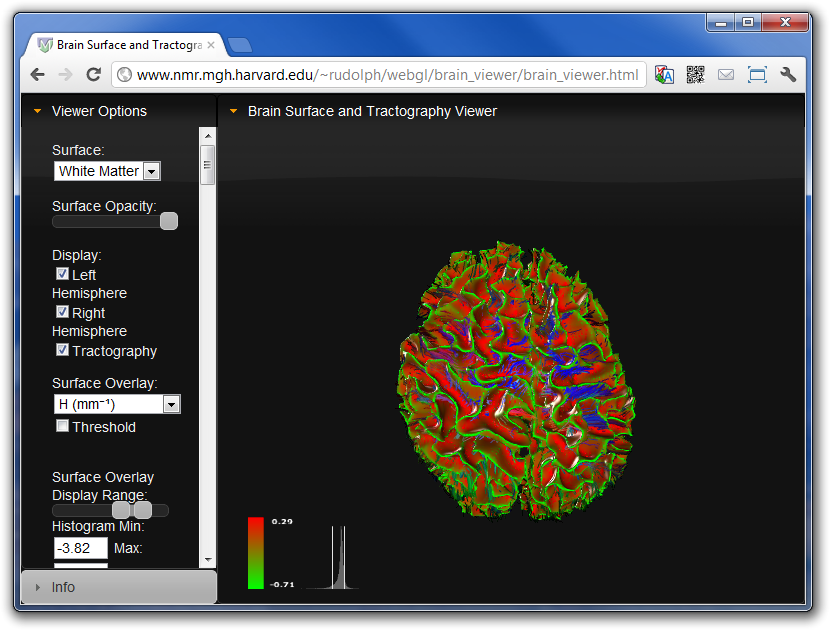 Brain Surface and Tractogra
www.nmr.mgh.harvard.edu/~rudolph/webgl/brain_viewer/brain_viewer.html
Viewer Options
Brain Surface and Tractography Viewer
Surface:
White Matter
Surface Opacity:
Display:
Left
Hemisphere
Right
Hemisphere
Tractography
Surface Overlay:
H (mm⁻¹)
Threshold
Surface Overlay
Display Range:
Histogram Min:
-3.82 Max:
0.29
-0.71
Info